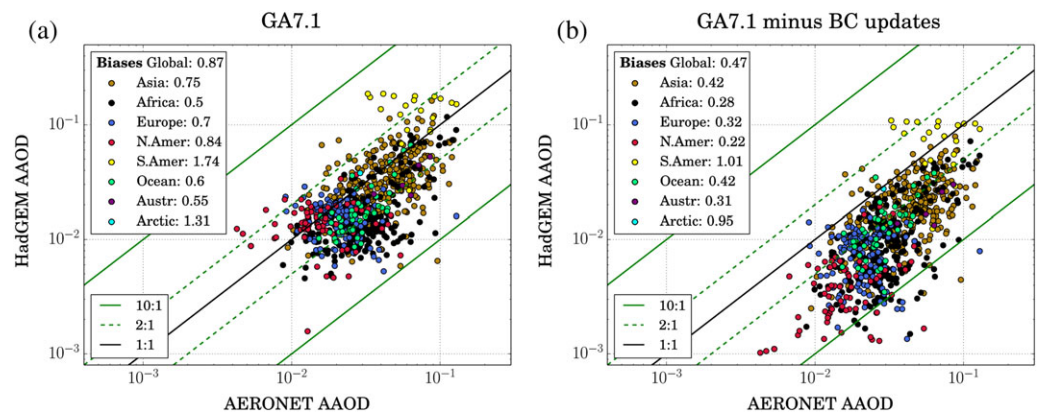 (a)
GA7.1
Biases Global: 0.87
Asia: 0.75
Africa: 0.5
Europe: 0.7
N.Amer: 0.84
S.Amer: 1.74
Ocean: 0.6
Austr: 0.55
Arctic: 1.31
10:1
2:1
1:1
HadGEM AAOD
10⁻¹
10⁻²
10⁻³
10⁻³
10⁻²
10⁻¹
AERONET AAOD
(b)
GA7.1 minus BC updates
Biases Global: 0.47
Asia: 0.42
Africa: 0.28
Europe: 0.32
N.Amer: 0.22
S.Amer: 1.01
Ocean: 0.42
Austr: 0.31
Arctic: 0.95
10:1
2:1
1:1
HadGEM AAOD
10⁻¹
10⁻²
10⁻³
10⁻³
10⁻²
10⁻¹
AERONET AAOD